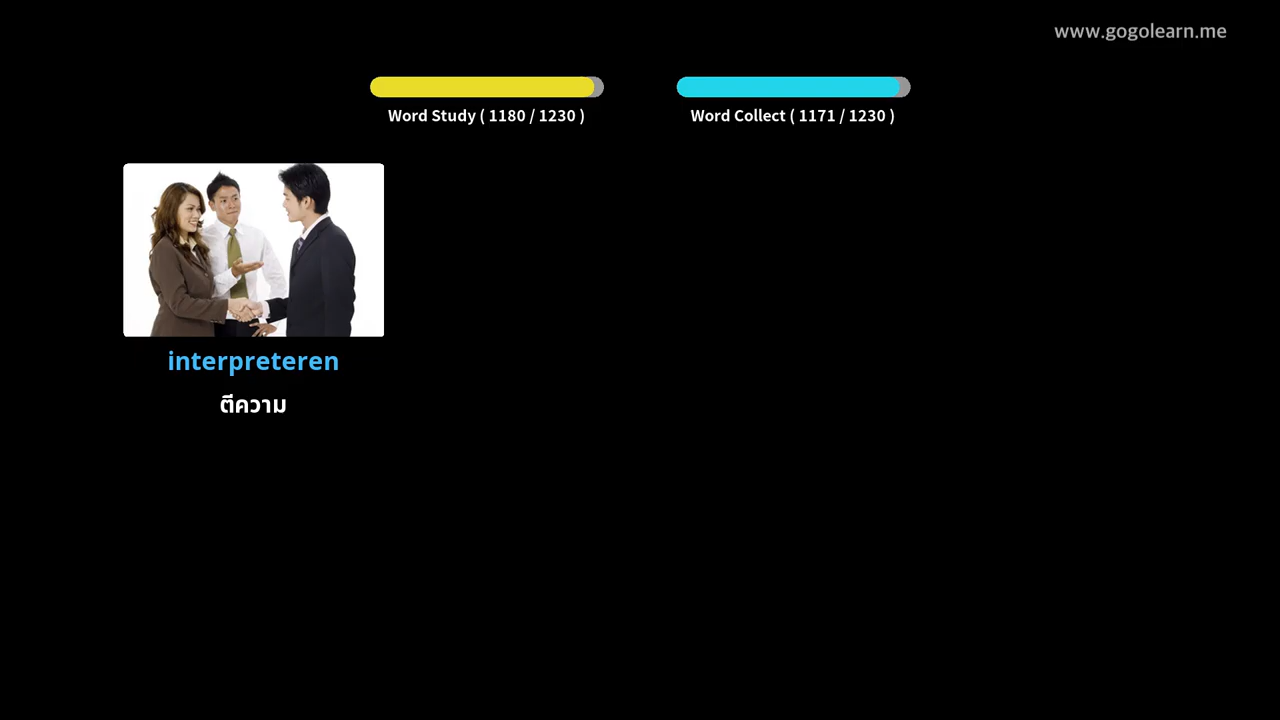 www.gogolearn.me
Word Study ( 1180 / 1230 )
Word Collect ( 1171 / 1230 )
interpreteren
ตีความ